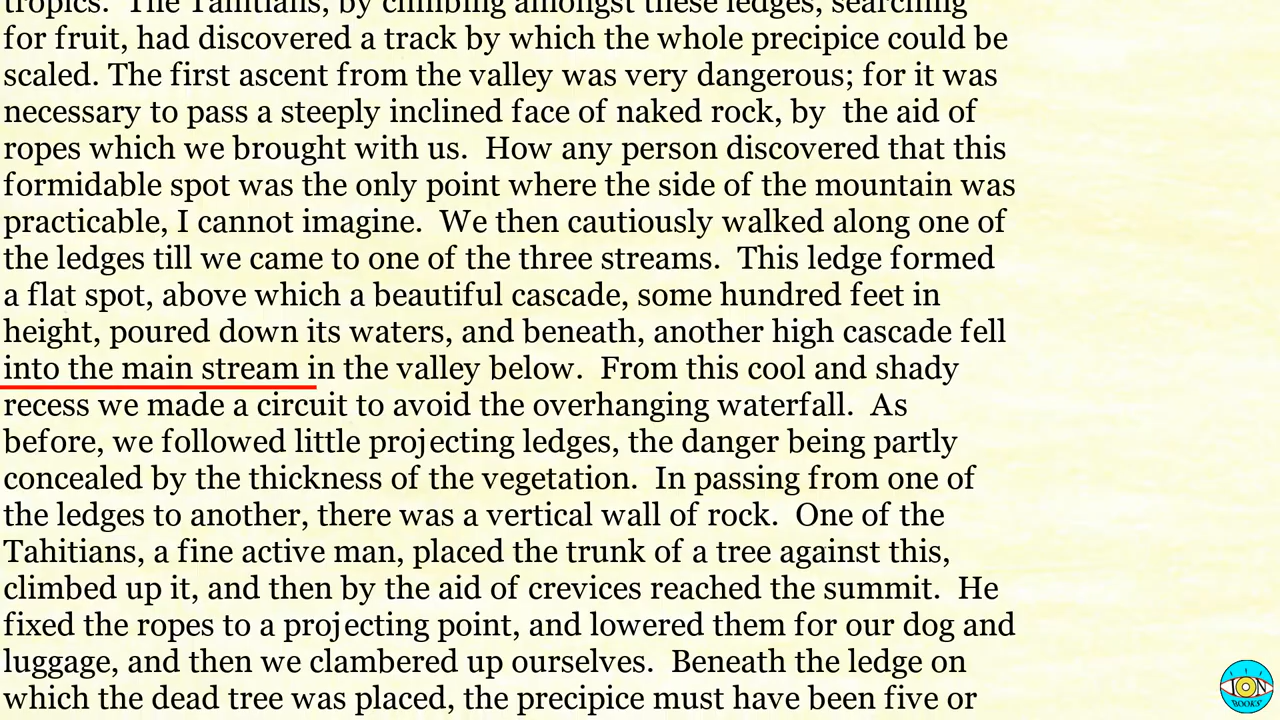 tropics. The Tahitians, by climbing amongst these ledges, searching
for fruit, had discovered a track by which the whole precipice could be
scaled. The first ascent from the valley was very dangerous; for it was
necessary to pass a steeply inclined face of naked rock, by  the aid of
ropes which we brought with us.  How any person discovered that this
formidable spot was the only point where the side of the mountain was
practicable, I cannot imagine.  We then cautiously walked along one of
the ledges till we came to one of the three streams.  This ledge formed
a flat spot, above which a beautiful cascade, some hundred feet in
height, poured down its waters, and beneath, another high cascade fell
into the main stream in the valley below.  From this cool and shady
recess we made a circuit to avoid the overhanging waterfall.  As
before, we followed little projecting ledges, the danger being partly
concealed by the thickness of the vegetation.  In passing from one of
the ledges to another, there was a vertical wall of rock.  One of the
Tahitians, a fine active man, placed the trunk of a tree against this,
climbed up it, and then by the aid of crevices reached the summit.  He
fixed the ropes to a projecting point, and lowered them for our dog and
luggage, and then we clambered up ourselves.  Beneath the ledge on
which the dead tree was placed, the precipice must have been five or
ION
BOOKS